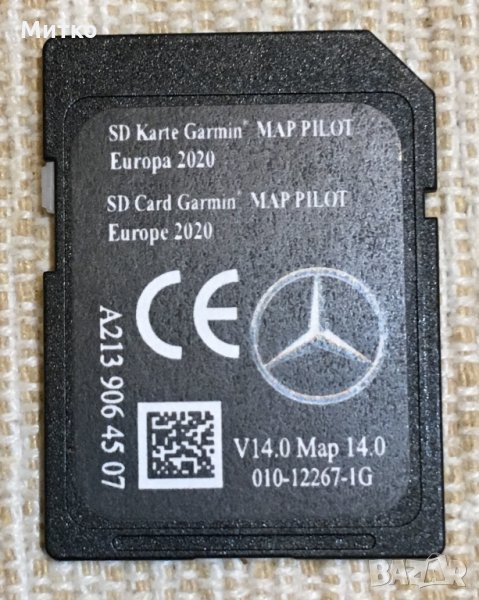 Митко
SD Karte Garmin® MAP PILOT
Europa 2020
SD Card Garmin® MAP PILOT
Europe 2020
CE
A213 906 45 07
V14.0 Map 14.0
010-12267-1G
BAZAR